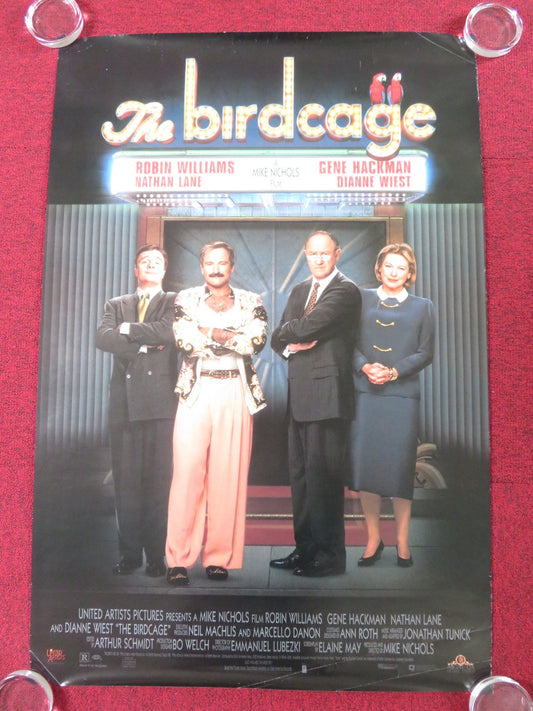 The birdcage
ROBIN WILLIAMS
NATHAN LANE
A
MIKE NICHOLS
FILM
GENE HACKMAN
DIANNE WIEST
UNITED ARTISTS PICTURES PRESENTS A MIKE NICHOLS FILM ROBIN WILLIAMS GENE HACKMAN NATHAN LANE
AND DIANNE WIEST "THE BIRDCAGE" NEIL MACHLIS AND MARCELLO DANON ANN ROTH JONATHAN TUNICK
ARTHUR SCHMIDT BO WELCH EMMANUEL LUBEZKI ELAINE MAY MIKE NICHOLS
R